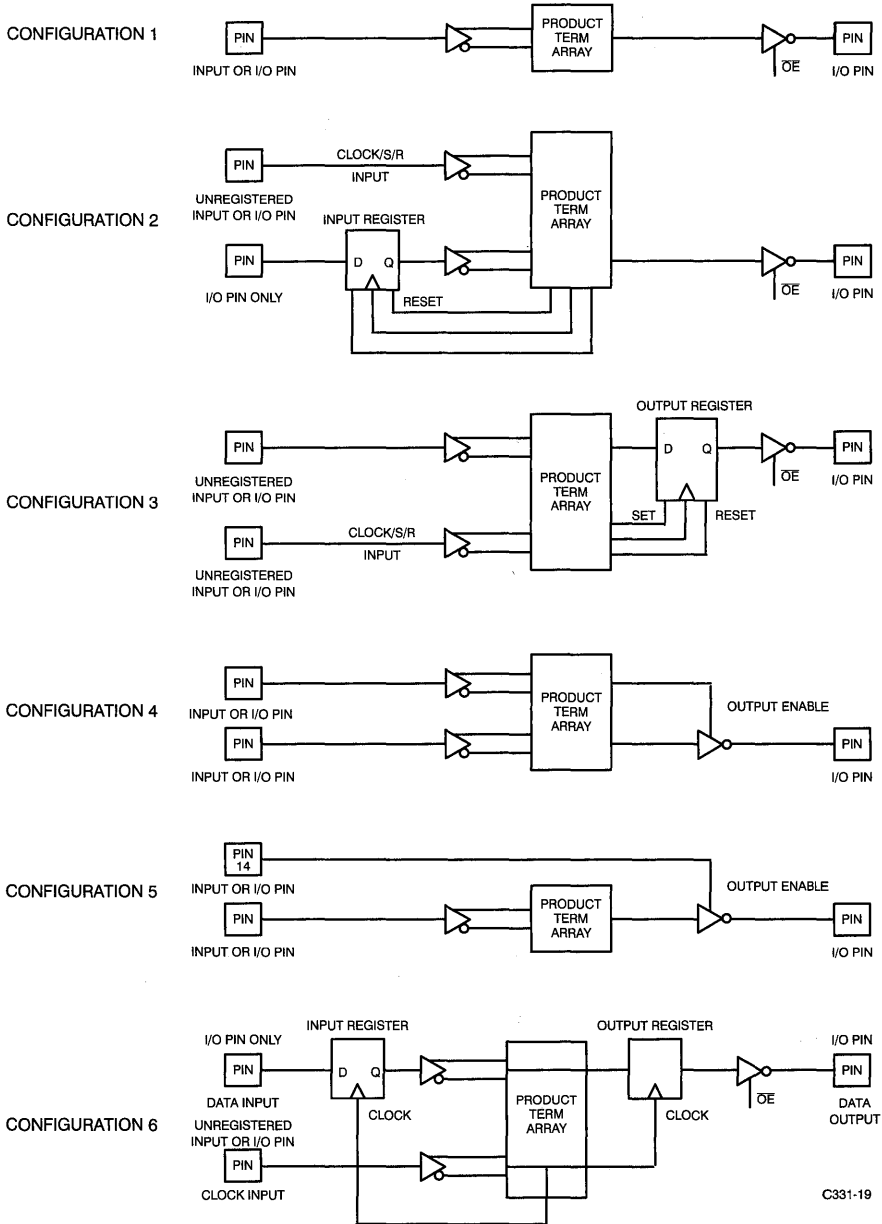 CONFIGURATION 1
PIN
INPUT OR I/O PIN
PRODUCT
TERM
ARRAY
OE
PIN
I/O PIN
CONFIGURATION 2
PIN
CLOCK/S/R
INPUT
UNREGISTERED
INPUT OR I/O PIN
INPUT REGISTER
PIN
D Q
I/O PIN ONLY
RESET
PRODUCT
TERM
ARRAY
OE
PIN
I/O PIN
CONFIGURATION 3
PIN
UNREGISTERED
INPUT OR I/O PIN
PIN
CLOCK/S/R
INPUT
UNREGISTERED
INPUT OR I/O PIN
PRODUCT
TERM
ARRAY
OUTPUT REGISTER
D Q
SET
RESET
OE
PIN
I/O PIN
CONFIGURATION 4
PIN
INPUT OR I/O PIN
PIN
INPUT OR I/O PIN
PRODUCT
TERM
ARRAY
OUTPUT ENABLE
PIN
I/O PIN
CONFIGURATION 5
PIN
14
INPUT OR I/O PIN
PIN
INPUT OR I/O PIN
PRODUCT
TERM
ARRAY
OUTPUT ENABLE
PIN
I/O PIN
CONFIGURATION 6
I/O PIN ONLY
PIN
DATA INPUT
UNREGISTERED
INPUT OR I/O PIN
PIN
CLOCK INPUT
INPUT REGISTER
D Q
CLOCK
PRODUCT
TERM
ARRAY
OUTPUT REGISTER
CLOCK
OE
I/O PIN
PIN
DATA
OUTPUT
C331-19